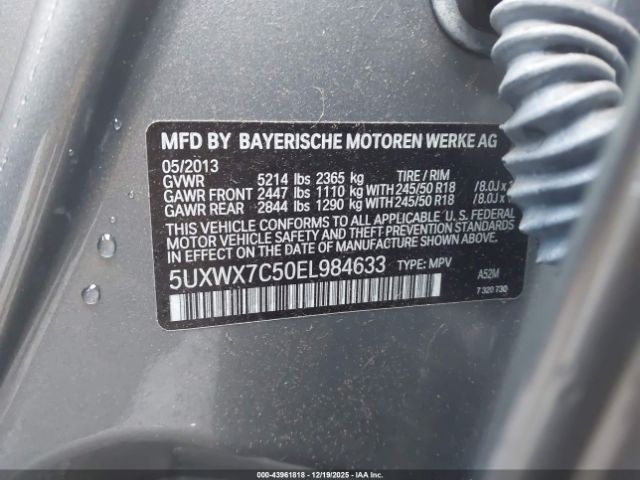 MFD BY BAYERISCHE MOTOREN WERKE AG
05/2013
GVWR 5214 lbs 2365 kg TIRE / RIM
GAWR FRONT 2447 lbs 1110 kg WITH 245/50 R18 / 8.0J x
GAWR REAR 2844 lbs 1290 kg WITH 245/50 R18 / 8.0J x
THIS VEHICLE CONFORMS TO ALL APPLICABLE U. S. FEDERAL
MOTOR VEHICLE SAFETY AND THEFT PREVENTION
STANDARDS IN EFFECT ON THE DATE OF MANUFACTURE
SHOWN ABOVE.
5UXWX7C50EL984633 TYPE: MPV
A52M
7 320 730
000-43961818 - 12/19/2025 - IAAI.COM